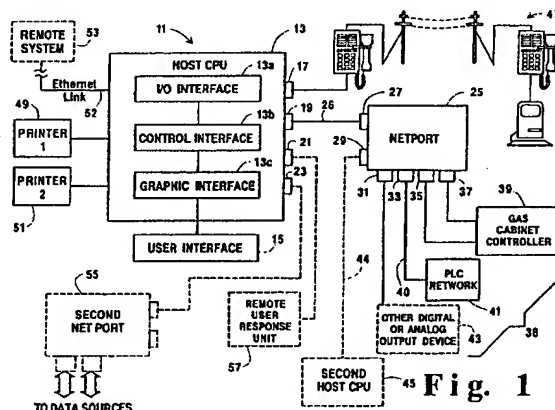 REMOTE
SYSTEM
53
11
13
HOST CPU
13a
I/O INTERFACE
17
Ethernet
Link
52
13b
CONTROL INTERFACE
19
21
13c
GRAPHIC INTERFACE
23
49
PRINTER
1
PRINTER
2
51
USER INTERFACE
15
47
27
25
26
NETPORT
29
31
33
35
37
39
GAS
CABINET
CONTROLLER
44
40
PLC
NETWORK
41
38
OTHER DIGITAL
OR ANALOG
OUTPUT DEVICE
43
55
SECOND
NET PORT
REMOTE
USER
RESPONSE
UNIT
57
SECOND
HOST CPU
45
TO DATA SOURCES
Fig. 1